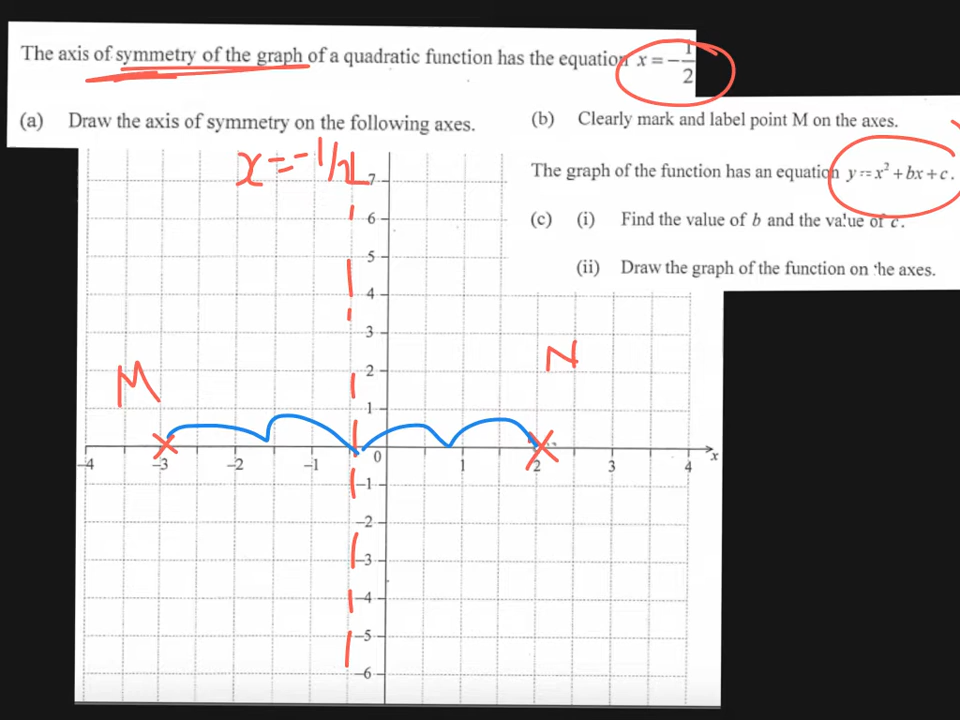 The axis of symmetry of the graph of a quadratic function has the equation x = -1/2
(a) Draw the axis of symmetry on the following axes.
(b) Clearly mark and label point M on the axes.
The graph of the function has an equation y = x² + bx + c.
(c) (i) Find the value of b and the value of c.
(ii) Draw the graph of the function on the axes.
x = -1/2
7
6
5
4
3
2
1
M
N
-4 -3 -2 -1 0 1 2 3 4 x
-1
-2
-3
-4
-5
-6